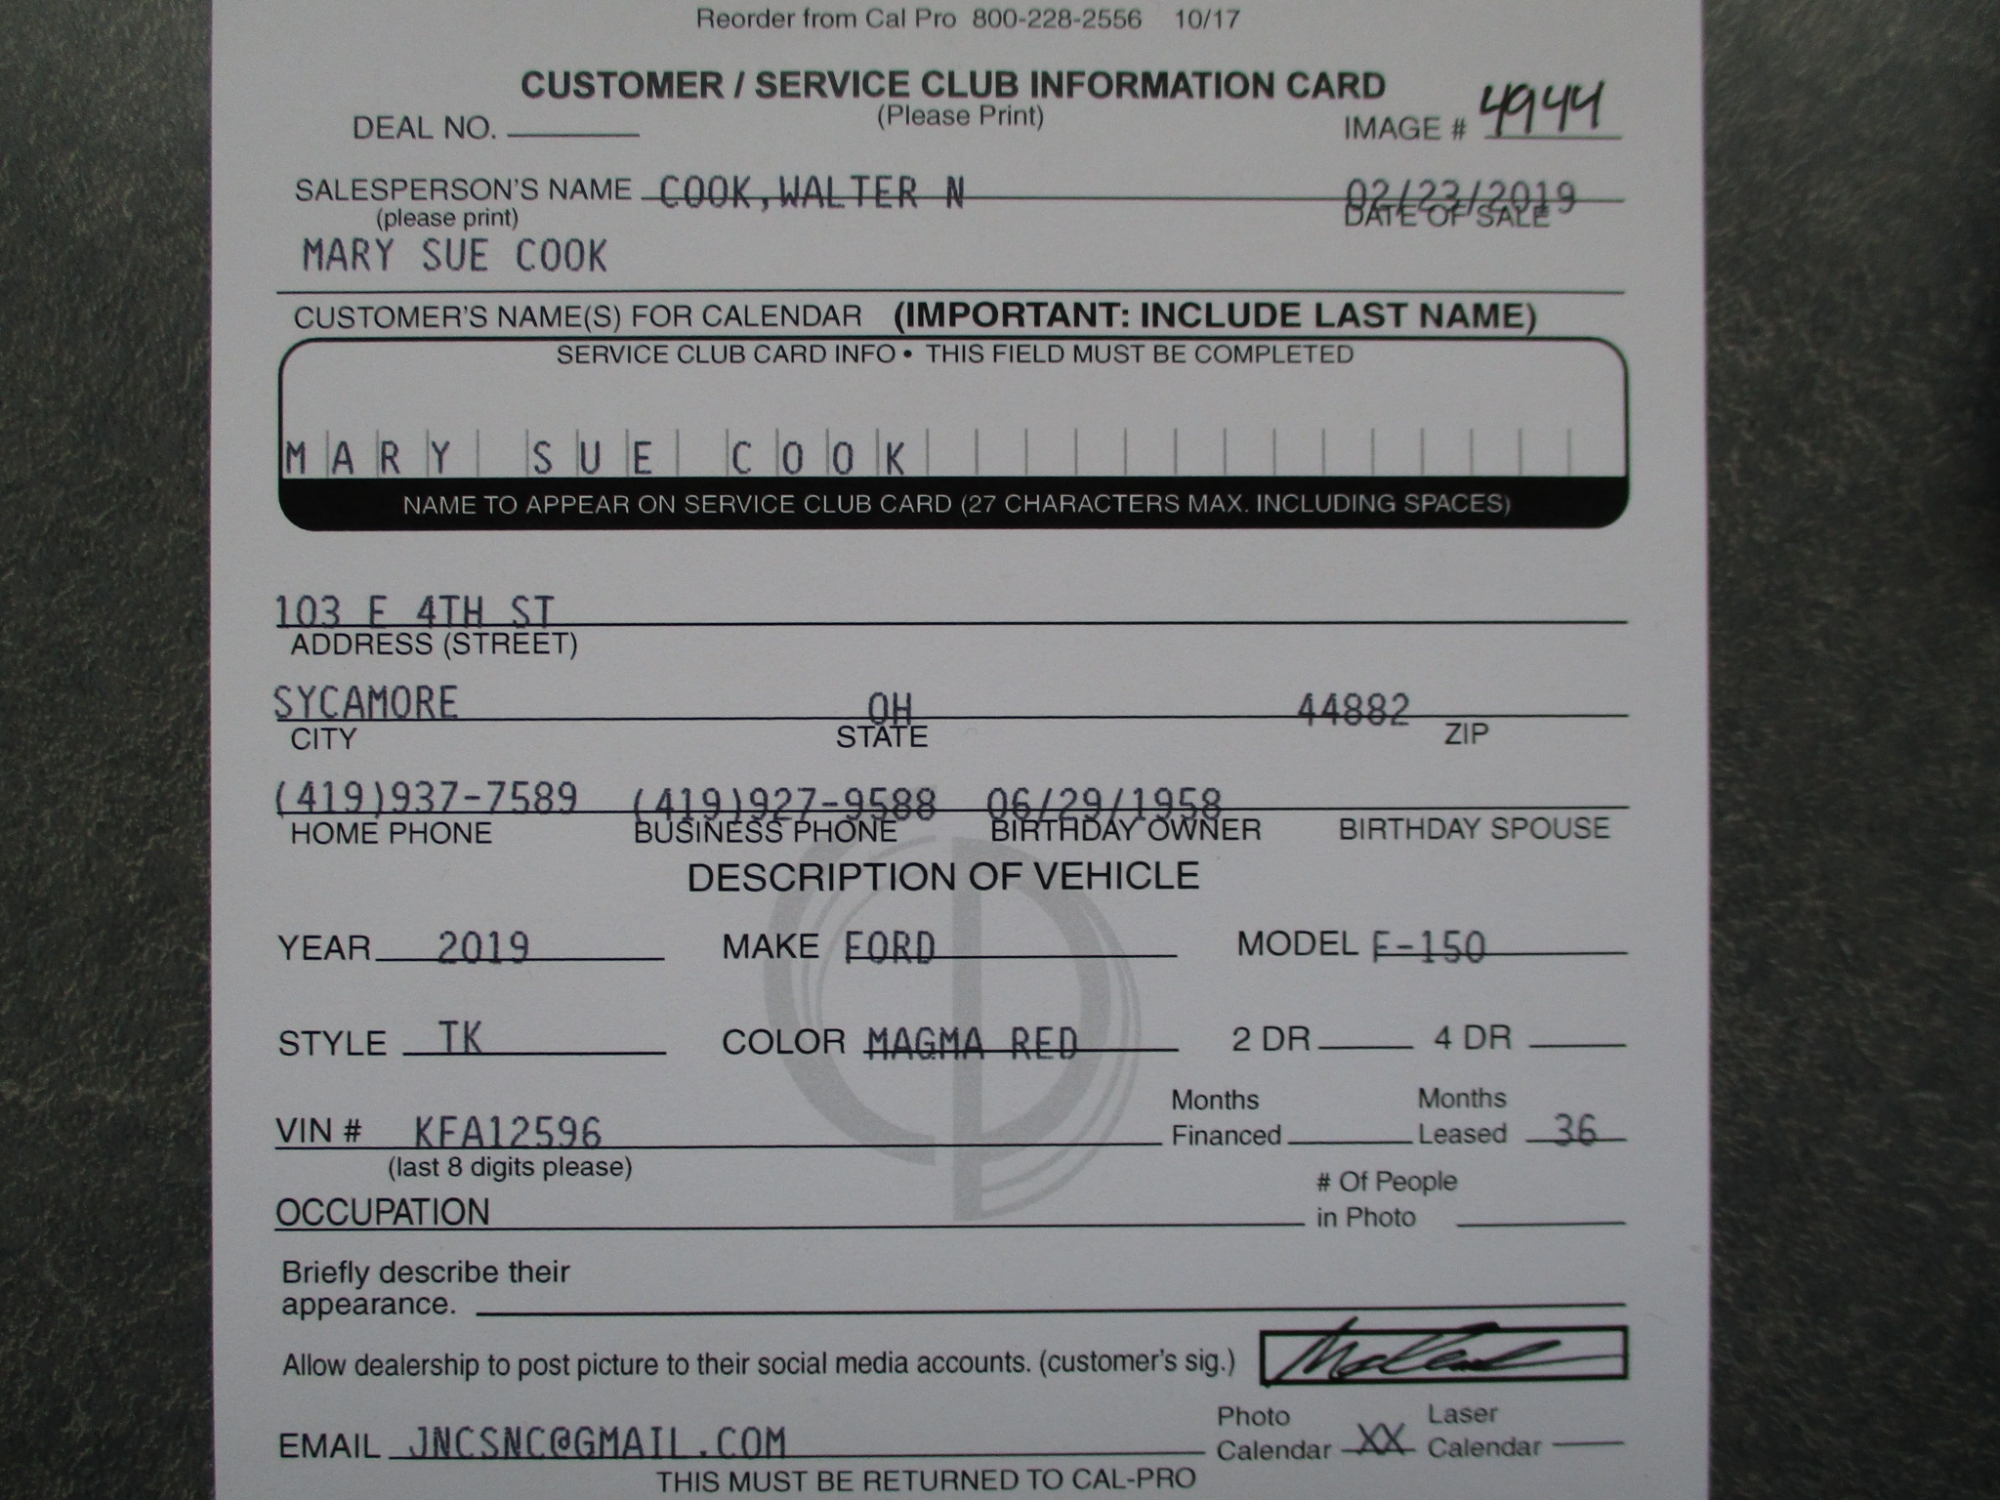 Reorder from Cal Pro 800-228-2556 10/17
CUSTOMER / SERVICE CLUB INFORMATION CARD
(Please Print)
DEAL NO. IMAGE # 4944
SALESPERSON'S NAME COOK,WALTER N 02/23/2019
(please print) DATE OF SALE
MARY SUE COOK
CUSTOMER'S NAME(S) FOR CALENDAR (IMPORTANT: INCLUDE LAST NAME)
SERVICE CLUB CARD INFO • THIS FIELD MUST BE COMPLETED
MARY SUE COOK
NAME TO APPEAR ON SERVICE CLUB CARD (27 CHARACTERS MAX. INCLUDING SPACES)
103 E 4TH ST
ADDRESS (STREET)
SYCAMORE OH 44882
CITY STATE ZIP
(419)937-7589 (419)927-9588 06/29/1958
HOME PHONE BUSINESS PHONE BIRTHDAY OWNER BIRTHDAY SPOUSE
DESCRIPTION OF VEHICLE
YEAR 2019 MAKE FORD MODEL F-150
STYLE TK COLOR MAGMA RED 2 DR 4 DR
Months Months
VIN # KFA12596 Financed Leased 36
(last 8 digits please)
# Of People
OCCUPATION in Photo
Briefly describe their
appearance.
Allow dealership to post picture to their social media accounts. (customer's sig.)
Photo Laser
EMAIL JNCSNC@GMAIL.COM Calendar XX Calendar
THIS MUST BE RETURNED TO CAL-PRO